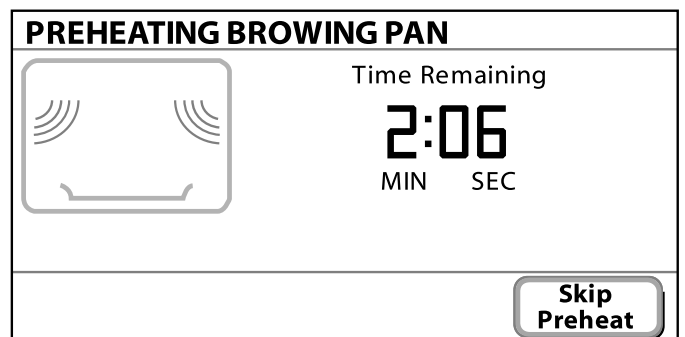 PREHEATING BROWING PAN
Time Remaining
2:06
MIN SEC
Skip
Preheat